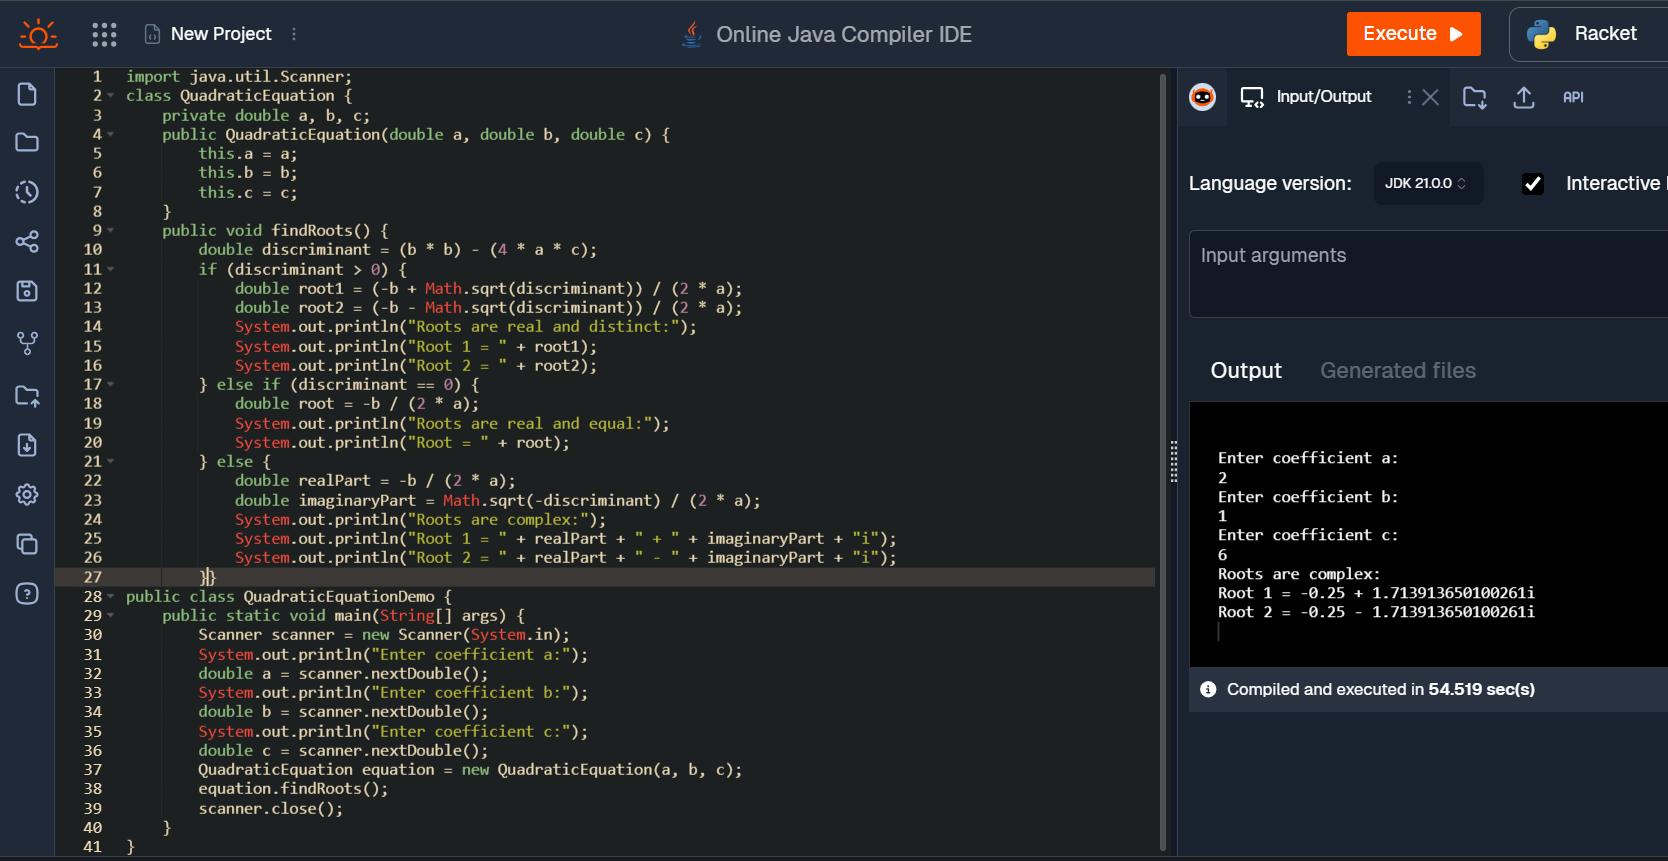 New Project
Online Java Compiler IDE
Execute
Racket
1 import java.util.Scanner;
2 class QuadraticEquation {
3 private double a, b, c;
4 public QuadraticEquation(double a, double b, double c) {
5 this.a = a;
6 this.b = b;
7 this.c = c;
8 }
9 public void findRoots() {
10 double discriminant = (b * b) - (4 * a * c);
11 if (discriminant > 0) {
12 double root1 = (-b + Math.sqrt(discriminant)) / (2 * a);
13 double root2 = (-b - Math.sqrt(discriminant)) / (2 * a);
14 System.out.println("Roots are real and distinct:");
15 System.out.println("Root 1 = " + root1);
16 System.out.println("Root 2 = " + root2);
17 } else if (discriminant == 0) {
18 double root = -b / (2 * a);
19 System.out.println("Roots are real and equal:");
20 System.out.println("Root = " + root);
21 } else {
22 double realPart = -b / (2 * a);
23 double imaginaryPart = Math.sqrt(-discriminant) / (2 * a);
24 System.out.println("Roots are complex:");
25 System.out.println("Root 1 = " + realPart + " + " + imaginaryPart + "i");
26 System.out.println("Root 2 = " + realPart + " - " + imaginaryPart + "i");
27 }}
28 public class QuadraticEquationDemo {
29 public static void main(String[] args) {
30 Scanner scanner = new Scanner(System.in);
31 System.out.println("Enter coefficient a:");
32 double a = scanner.nextDouble();
33 System.out.println("Enter coefficient b:");
34 double b = scanner.nextDouble();
35 System.out.println("Enter coefficient c:");
36 double c = scanner.nextDouble();
37 QuadraticEquation equation = new QuadraticEquation(a, b, c);
38 equation.findRoots();
39 scanner.close();
40 }
41 }
Input/Output
API
Language version:
JDK 21.0.0
Interactive
Input arguments
Output
Generated files
Enter coefficient a:
2
Enter coefficient b:
1
Enter coefficient c:
6
Roots are complex:
Root 1 = -0.25 + 1.713913650100261i
Root 2 = -0.25 - 1.713913650100261i
Compiled and executed in 54.519 sec(s)